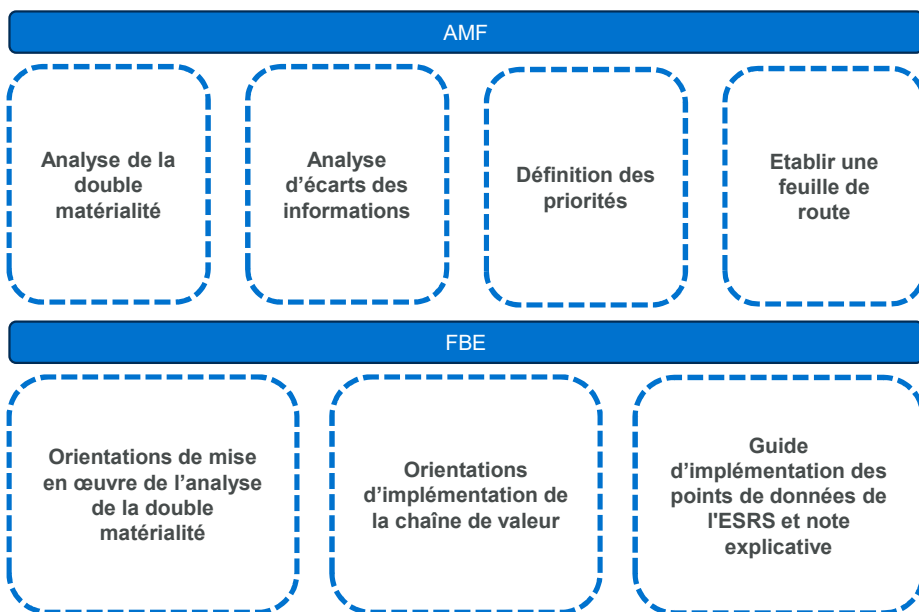 AMF
Analyse de la
double
matérialité
Analyse
d'écarts des
informations
Définition des
priorités
Etablir une
feuille de
route
FBE
Orientations de mise
en œuvre de l'analyse
de la double
matérialité
Orientations
d'implémentation de
la chaîne de valeur
Guide
d'implémentation des
points de données de
l'ESRS et note
explicative